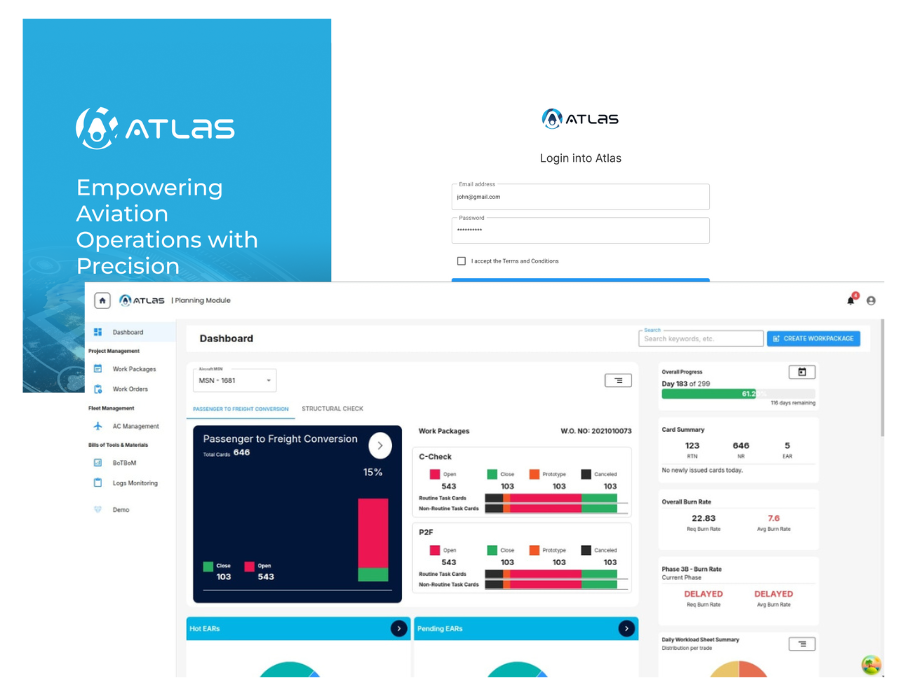 ATLAS
Empowering
Aviation
Operations with
Precision
ATLAS
Login into Atlas
Email address
john@gmail.com
Password
••••••••••
I accept the Terms and Conditions
ATLAS | Planning Module
4
Dashboard
Project Management
Work Packages
Work Orders
Fleet Management
AC Management
Bills of Tools & Materials
BoTBoM
Logs Monitoring
Demo
Dashboard
Search
Search keywords, etc.
CREATE WORKPACKAGE
Aircraft MSN
MSN - 1681
PASSENGER TO FREIGHT CONVERSION STRUCTURAL CHECK
Passenger to Freight Conversion
Total Cards 646
15%
Close Open
103 543
Work Packages W.O. NO: 2021010073
C-Check
Open Close Prototype Canceled
543 103 103 103
Routine Task Cards
Non-Routine Task Cards
P2F
Open Close Prototype Canceled
543 103 103 103
Routine Task Cards
Non-Routine Task Cards
Hot EARs
Pending EARs
Overall Progress
Day 183 of 299
116 days remaining
Card Summary
123 646 5
RTN NR EAR
No newly issued cards today.
Overall Burn Rate
22.83 7.6
Req Burn Rate Avg Burn Rate
Phase 3B - Burn Rate
Current Phase
DELAYED DELAYED
Req Burn Rate Avg Burn Rate
Daily Workload Sheet Summary
Distribution per trade